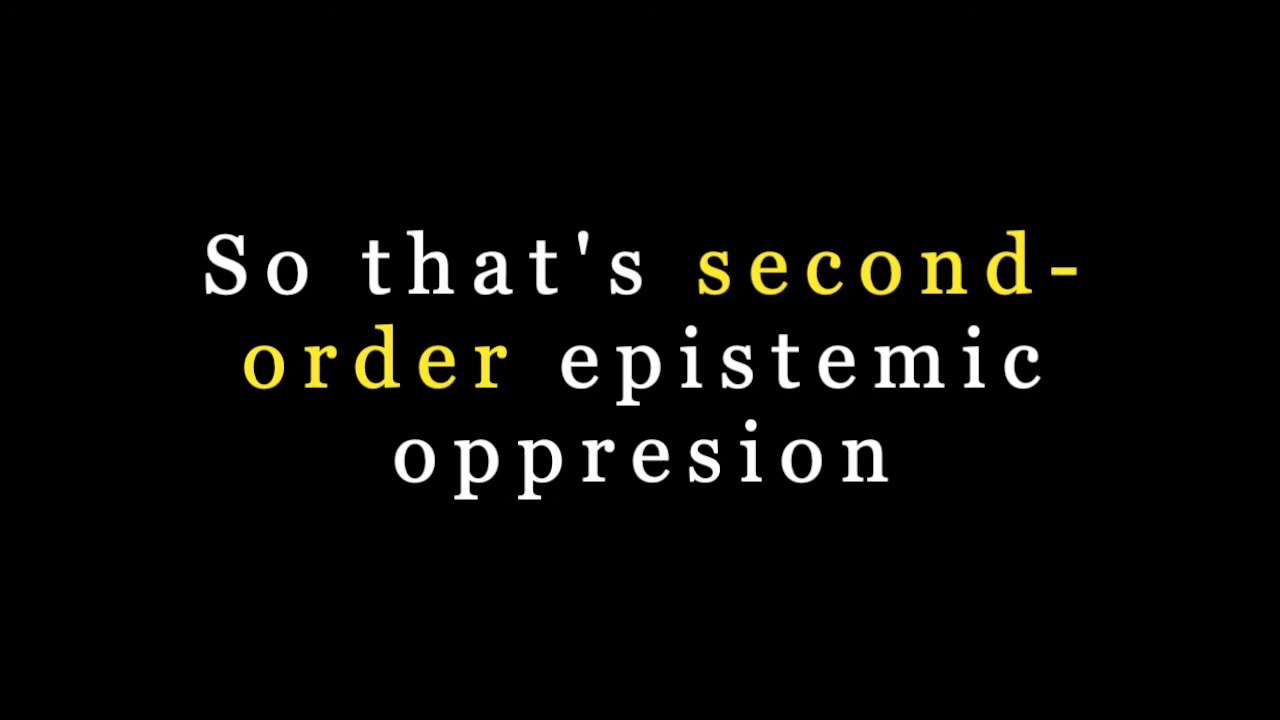 So that's second-
order epistemic
oppresion